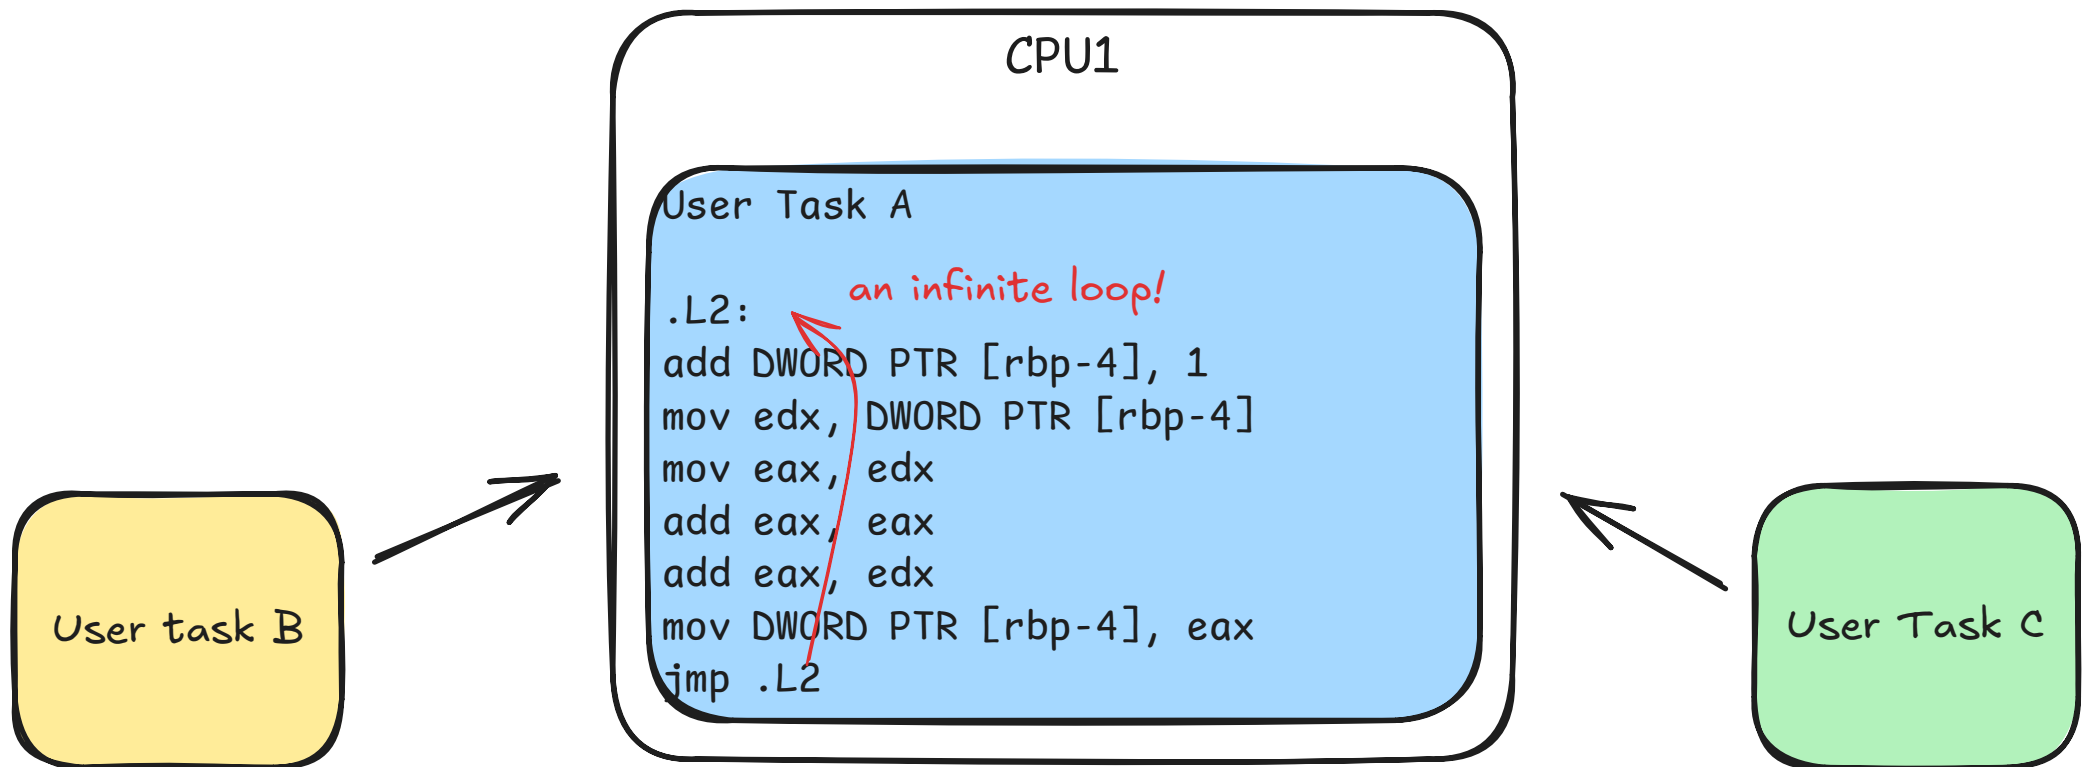 CPU1
User Task A
an infinite loop!
.L2:
add DWORD PTR [rbp-4], 1
mov edx, DWORD PTR [rbp-4]
mov eax, edx
add eax, eax
add eax, edx
mov DWORD PTR [rbp-4], eax
jmp .L2
User task B
User Task C